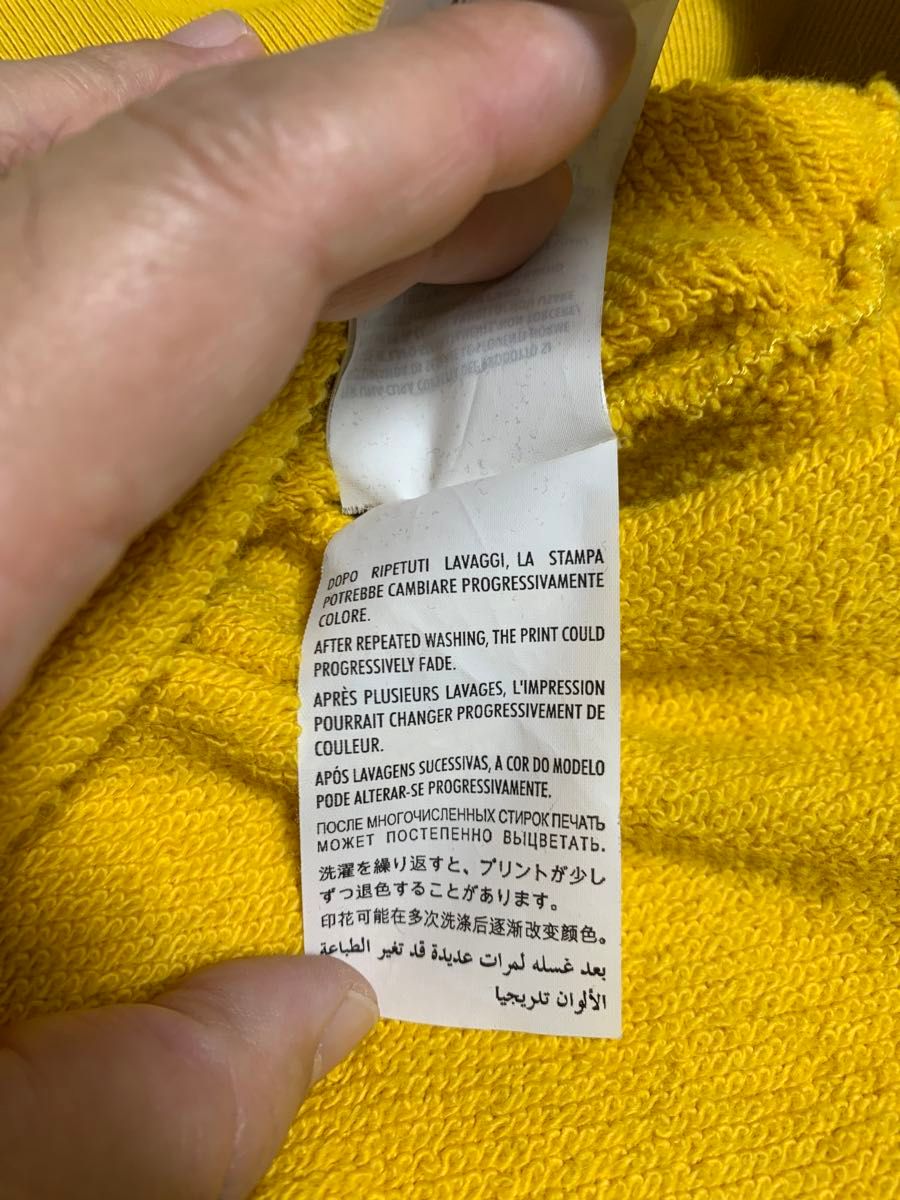 DOPO RIPETUTI LAVAGGI, LA STAMPA
POTREBBE CAMBIARE PROGRESSIVAMENTE
COLORE.
AFTER REPEATED WASHING, THE PRINT COULD
PROGRESSIVELY FADE.
APRÈS PLUSIEURS LAVAGES, L'IMPRESSION
POURRAIT CHANGER PROGRESSIVEMENT DE
COULEUR.
APÓS LAVAGENS SUCESSIVAS, A COR DO MODELO
PODE ALTERAR-SE PROGRESSIVAMENTE.
ПОСЛЕ МНОГОЧИСЛЕННЫХ СТИРОК ПЕЧАТЬ
МОЖЕТ ПОСТЕПЕННО ВЫЦВЕТАТЬ.
洗濯を繰り返すと、プリントが少し
ずつ退色することがあります。
印花可能在多次洗涤后逐渐改变颜色。
بعد غسله لمرات عديدة قد تغير الطباعة
الألوان تدريجيا